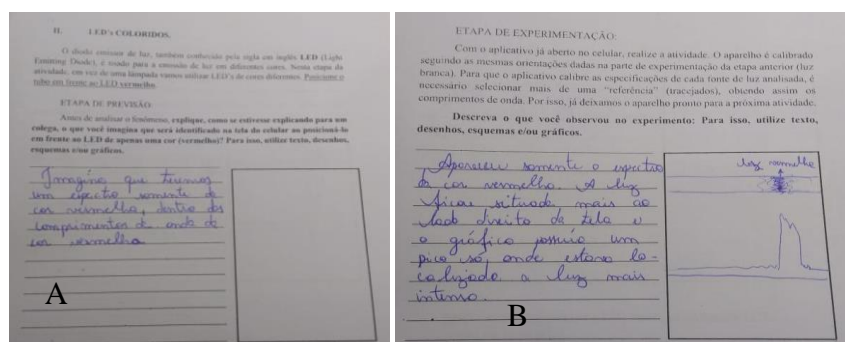 II. LED's COLORIDOS.
O diodo emissor de luz, também conhecido pela sigla em inglês LED (Light
Emitting Diode), é usado para a emissão de luz em diferentes cores. Nesta etapa da
atividade, em vez de uma lâmpada vamos utilizar LED's de cores diferentes. Posicione o
tubo em frente ao LED vermelho.
ETAPA DE PREVISÃO
Antes de analisar o fenômeno, explique, como se estivesse explicando para um
colega, o que você imagina que será identificado na tela do celular ao posicioná-lo
em frente ao LED de apenas uma cor (vermelho)? Para isso, utilize texto, desenhos,
esquemas e/ou gráficos.
Imagino que teremos
um espectro somente da
cor vermelha, dentro dos
comprimentos de onda da
cor vermelha
A
ETAPA DE EXPERIMENTAÇÃO:
Com o aplicativo já aberto no celular, realize a atividade. O aparelho é calibrado
seguindo as mesmas orientações dadas na parte de experimentação da etapa anterior (luz
branca). Para que o aplicativo calibre as especificações de cada fonte de luz analisada, é
necessário selecionar mais de uma "referência" (tracejados), obtendo assim os
comprimentos de onda. Por isso, já deixamos o aparelho pronto para a próxima atividade.
Descreva o que você observou no experimento: Para isso, utilize texto,
desenhos, esquemas e/ou gráficos.
Apareceu somente o espectro
da cor vermelha. A luz
ficou situada mais ao
lado direito da tela e
o gráfico possuio um
pico só, onde estava lo-
calizado a luz mais
intensa.
luz vermelha
B